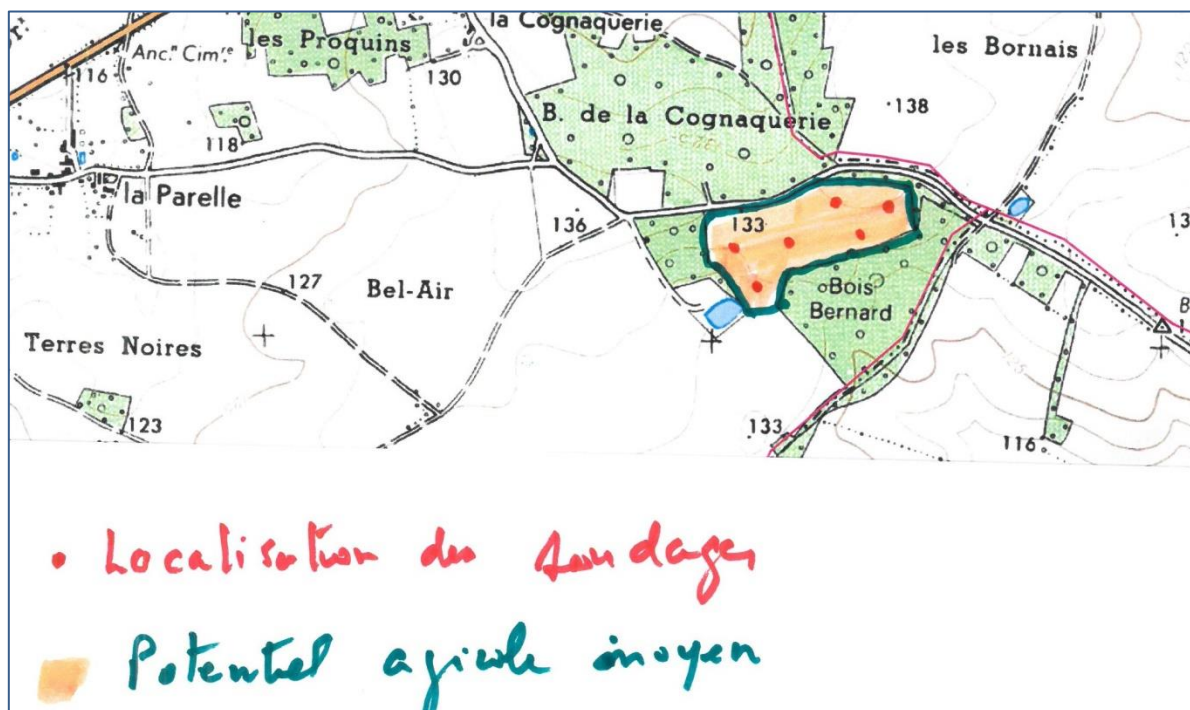 la Cognaquerie
les Proquins
les Bornais
Anc.ⁿ Cim.ʳᵉ
116
130
138
B. de la Cognaquerie
118
la Parelle
136
133
127
Bel-Air
Bois
Bernard
Terres Noires
123
133
116
• Localisation des sondages
Potentiel agricole moyen